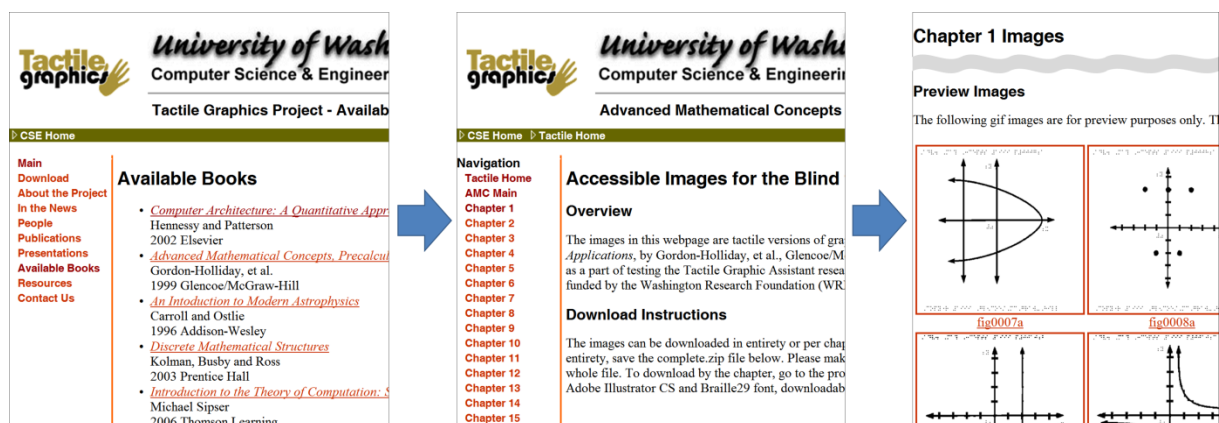 Tactile
graphics
University of Wash
Computer Science & Engineer
Tactile Graphics Project - Availab
CSE Home
Main
Download
About the Project
In the News
People
Publications
Presentations
Available Books
Resources
Contact Us
Available Books
• Computer Architecture: A Quantitative Appr
Hennessy and Patterson
2002 Elsevier
• Advanced Mathematical Concepts, Precalcul
Gordon-Holliday, et al.
1999 Glencoe/McGraw-Hill
• An Intoduction to Modern Astrophysics
Carroll and Ostlie
1996 Addison-Wesley
• Discrete Mathematical Structures
Kolman, Busby and Ross
2003 Prentice Hall
• Introduction to the Theory of Computation: S
Michael Sipser
2006 Thomson Learning
Tactile
graphics
University of Washi
Computer Science & Engineerin
Advanced Mathematical Concepts
CSE Home Tactile Home
Navigation
Tactile Home
AMC Main
Chapter 1
Chapter 2
Chapter 3
Chapter 4
Chapter 5
Chapter 6
Chapter 7
Chapter 8
Chapter 9
Chapter 10
Chapter 11
Chapter 12
Chapter 13
Chapter 14
Chapter 15
Accessible Images for the Blind
Overview
The images in this webpage are tactile versions of gra
Applications, by Gordon-Holliday, et al., Glencoe/M
as a part of testing the Tactile Graphic Assistant resea
funded by the Washington Research Foundation (WR
Download Instructions
The images can be downloaded in entirety or per chap
entirety, save the complete.zip file below. Please mak
whole file. To download by the chapter, go to the pro
Adobe Illustrator CS and Braille29 font, downloadab
Chapter 1 Images
Preview Images
The following gif images are for preview purposes only. Th
fig0007a
fig0008a